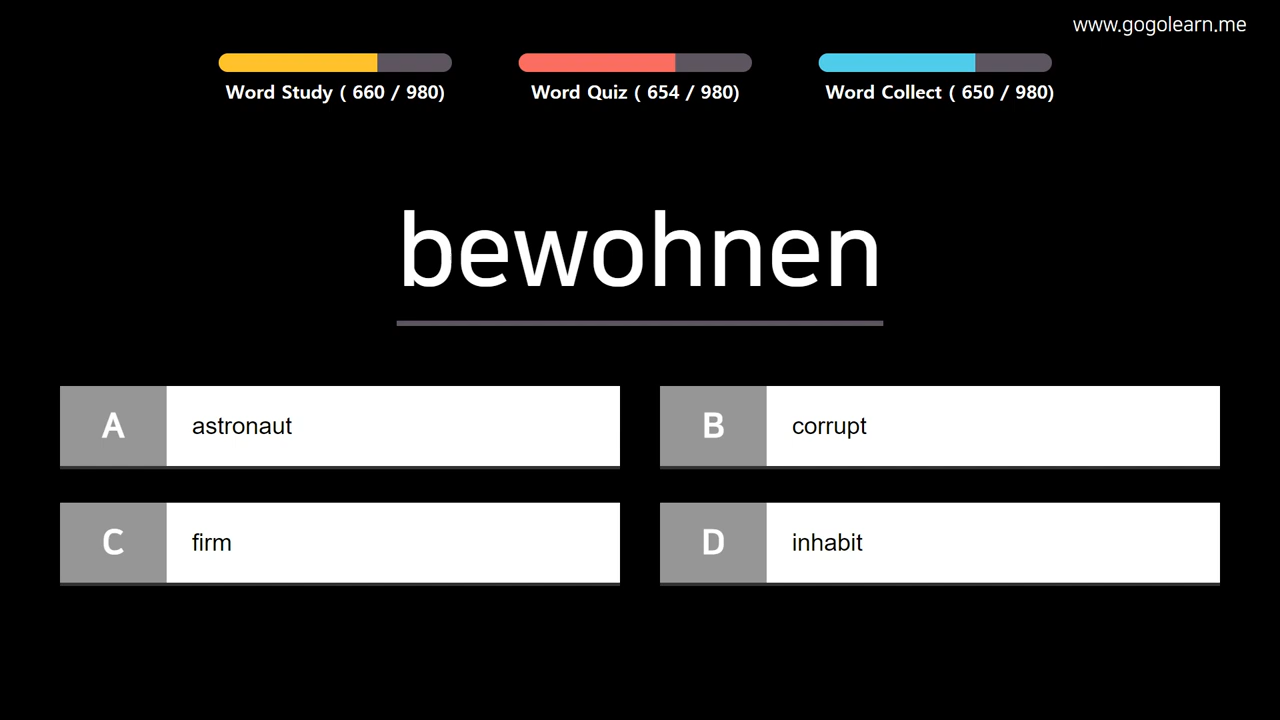 www.gogolearn.me
Word Study ( 660 / 980)
Word Quiz ( 654 / 980)
Word Collect ( 650 / 980)
bewohnen
A astronaut
B corrupt
C firm
D inhabit